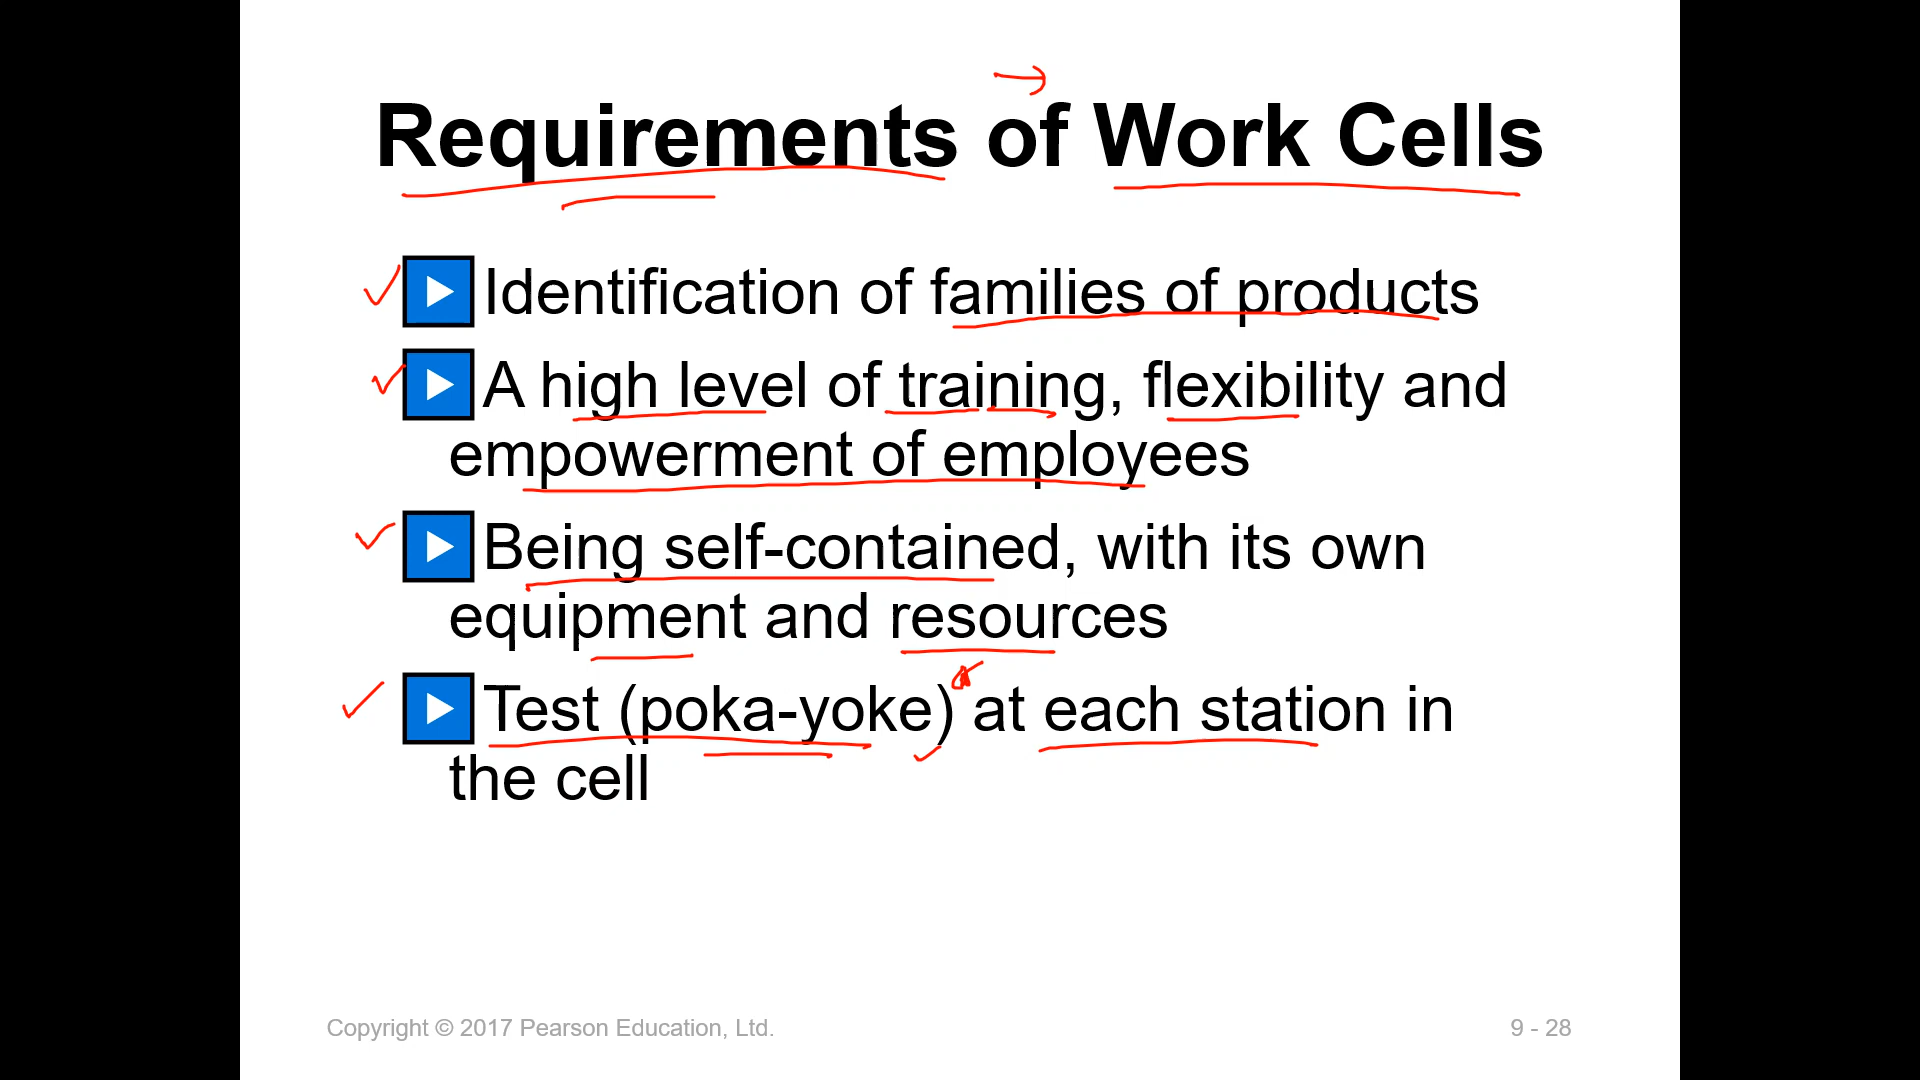 Requirements of Work Cells
Identification of families of products
A high level of training, flexibility and
empowerment of employees
Being self-contained, with its own
equipment and resources
Test (poka-yoke) at each station in
the cell
Copyright © 2017 Pearson Education, Ltd.
9 - 28